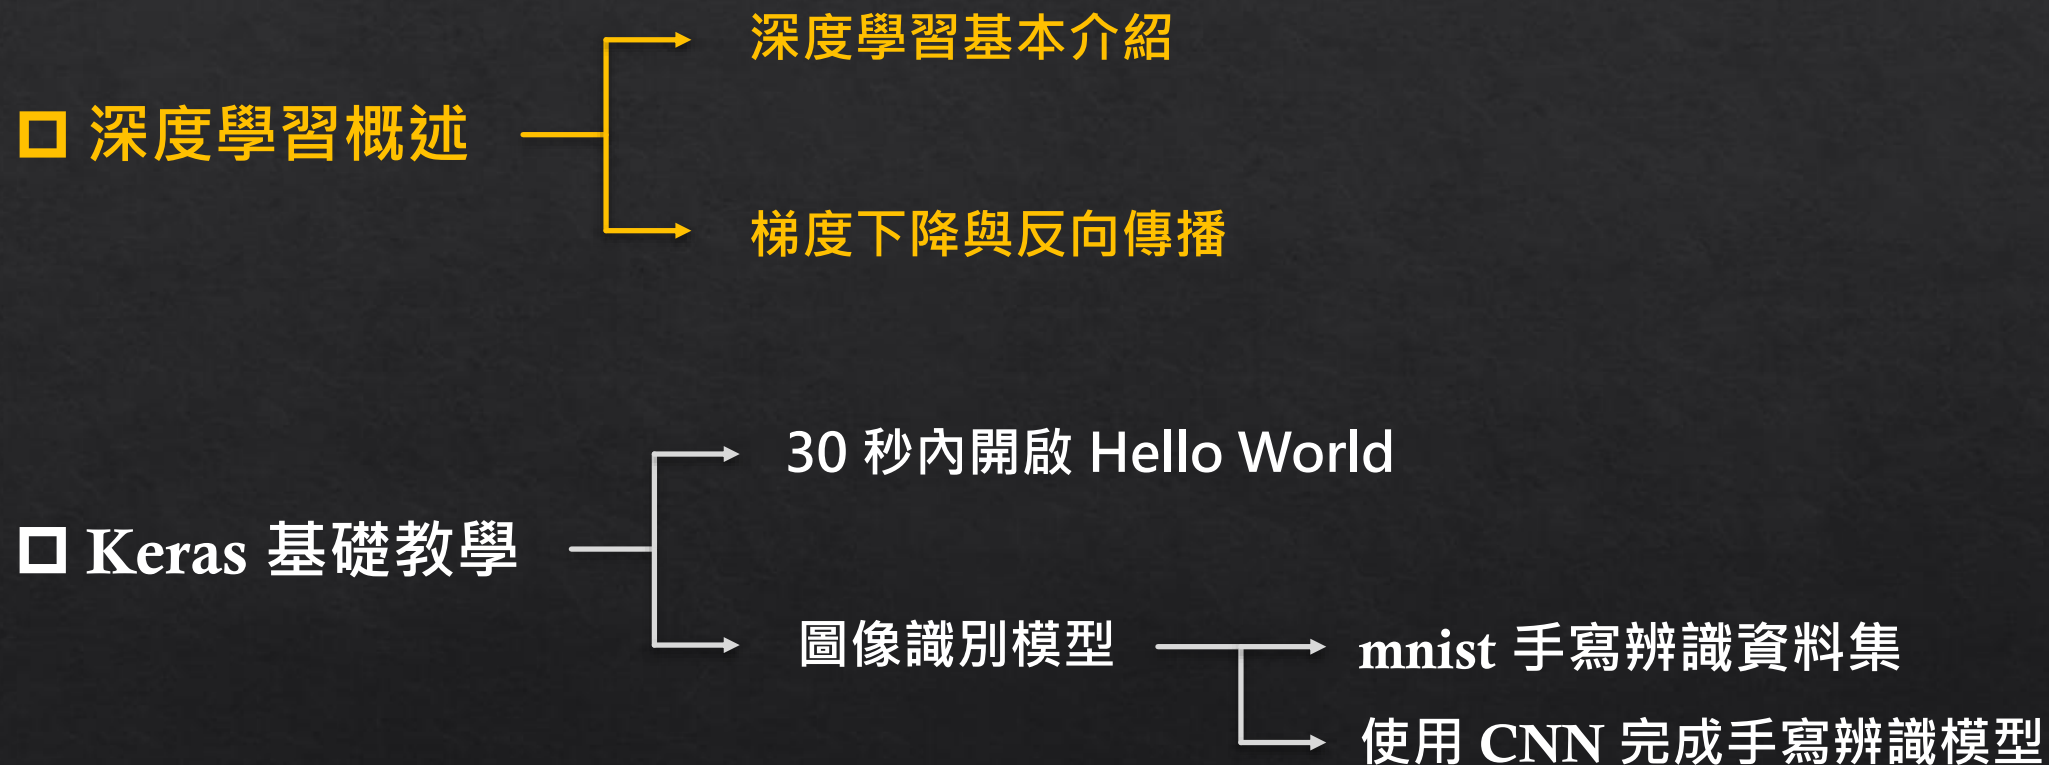 深度學習概述
深度學習基本介紹
梯度下降與反向傳播
Keras 基礎教學
30 秒內開啟 Hello World
圖像識別模型
mnist 手寫辨識資料集
使用 CNN 完成手寫辨識模型